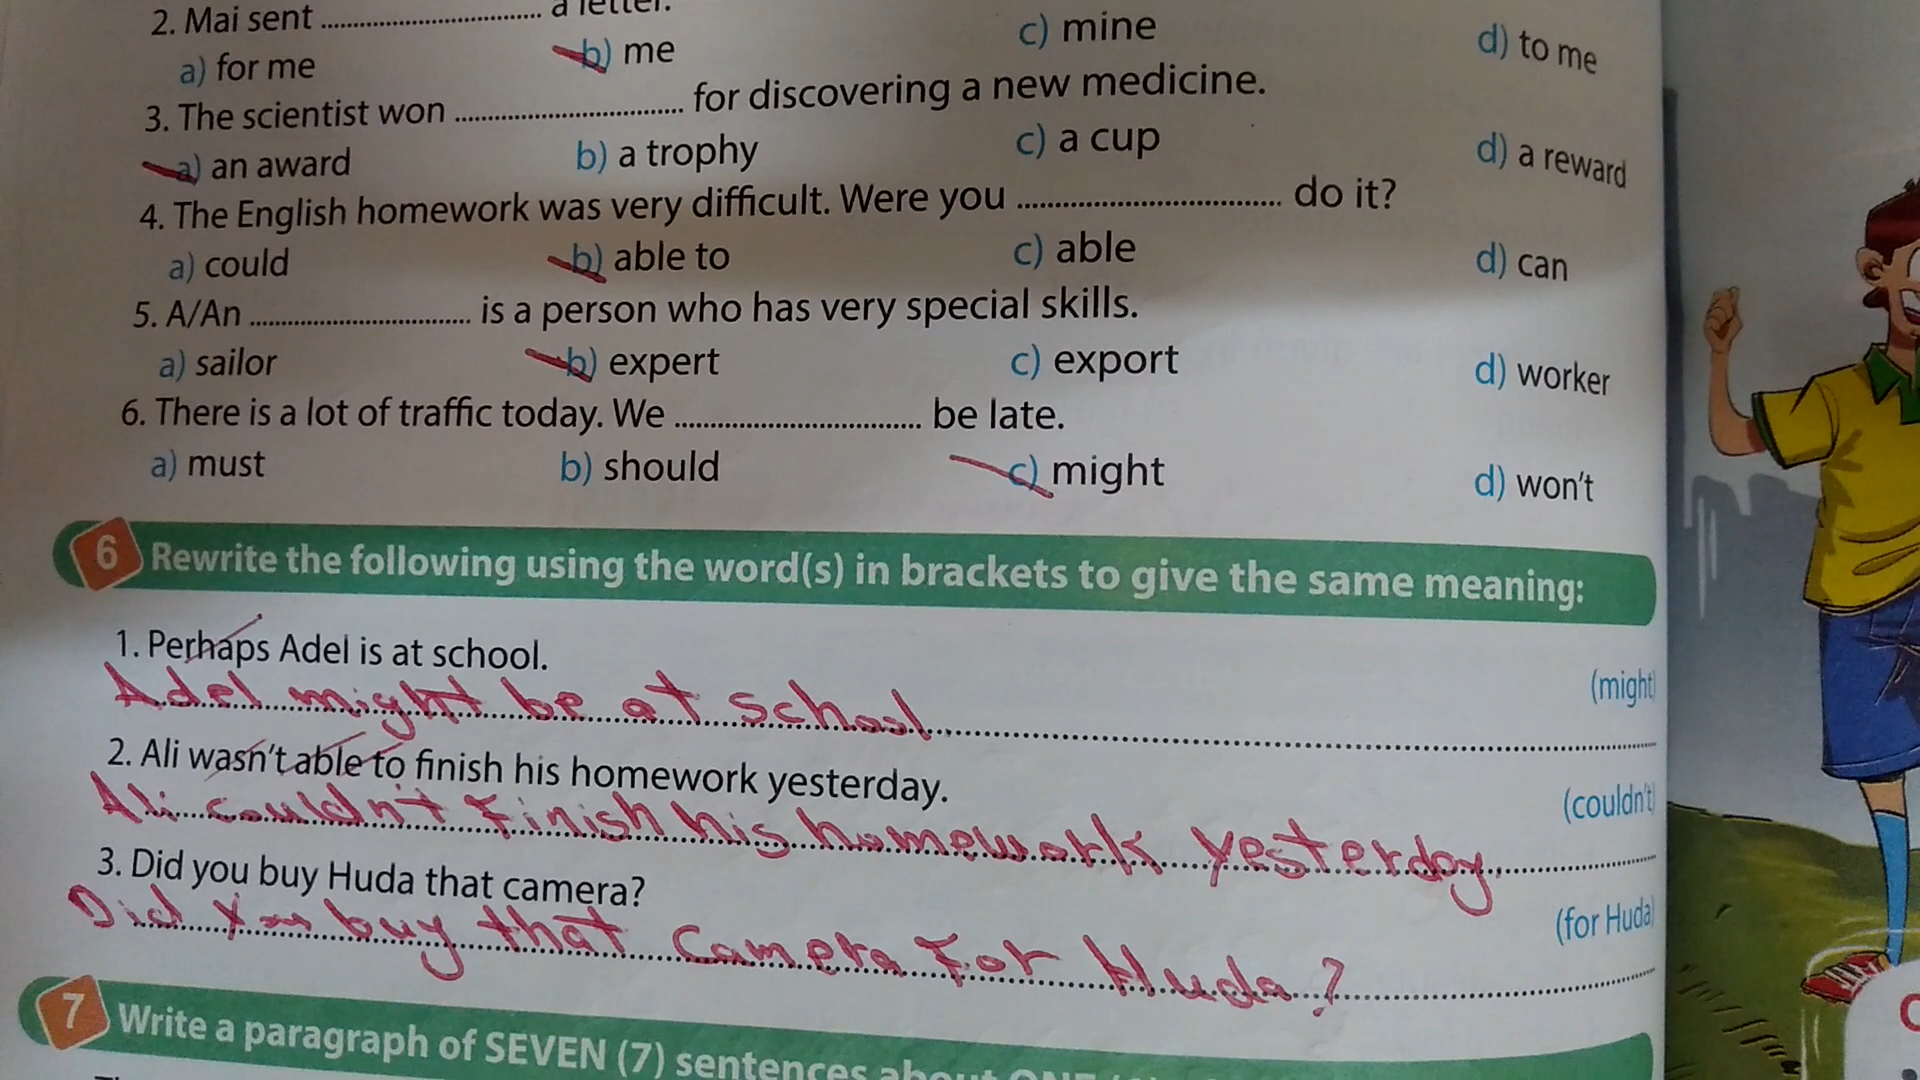 2. Mai sent ........................ a letter.
a) for me b) me c) mine d) to me
3. The scientist won ........................ for discovering a new medicine.
a) an award b) a trophy c) a cup d) a reward
4. The English homework was very difficult. Were you ........................ do it?
a) could b) able to c) able d) can
5. A/An ........................ is a person who has very special skills.
a) sailor b) expert c) export d) worker
6. There is a lot of traffic today. We ........................ be late.
a) must b) should c) might d) won't
6 Rewrite the following using the word(s) in brackets to give the same meaning:
1. Perhaps Adel is at school. (might)
Adel might be at school
2. Ali wasn't able to finish his homework yesterday. (couldn't)
Ali couldn't finish his homework yesterday
3. Did you buy Huda that camera? (for Huda)
Did you buy that camera for Huda?
7 Write a paragraph of SEVEN (7) sentences about ONE